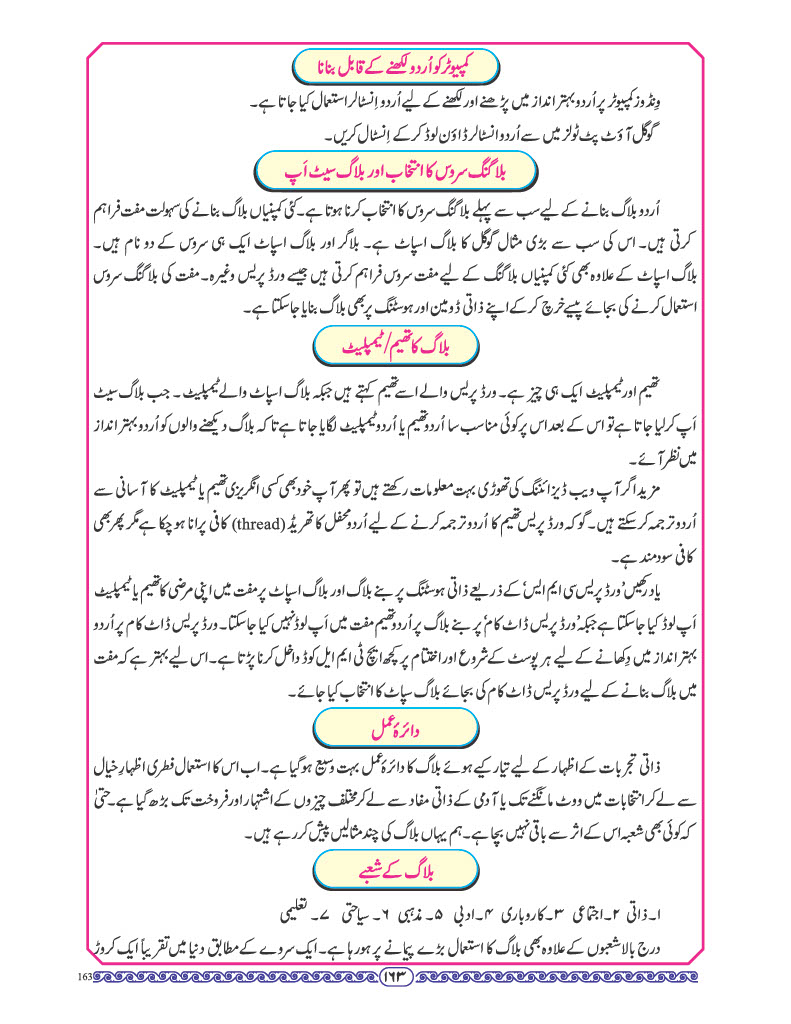 کمپیوٹر کو اُردو لکھنے کے قابل بنانا
وِنڈوز کمپیوٹر پر اُردو بہتر انداز میں پڑھنے اور لکھنے کے لیے اُردو اِنسٹالر استعمال کیا جاتا ہے۔
گوگل آؤٹ پٹ ٹولز میں سے اُردو انسٹالر ڈاؤن لوڈ کر کے اِنسٹال کریں۔
بلاگنگ سروس کا انتخاب اور بلاگ سیٹ اَپ
اُردو بلاگ بنانے کے لیے سب سے پہلے بلاگنگ سروس کا انتخاب کرنا ہوتا ہے۔ کئی کمپنیاں بلاگ بنانے کی سہولت مفت فراہم
کرتی ہیں۔ اس کی سب سے بڑی مثال گوگل کا بلاگ اسپاٹ ہے۔ بلاگر اور بلاگ اسپاٹ ایک ہی سروس کے دو نام ہیں۔
بلاگ اسپاٹ کے علاوہ بھی کئی کمپنیاں بلاگنگ کے لیے مفت سروس فراہم کرتی ہیں جیسے ورڈ پریس وغیرہ۔ مفت کی بلاگنگ سروس
استعمال کرنے کی بجائے پیسے خرچ کر کے اپنے ذاتی ڈومین اور ہوسٹنگ پر بھی بلاگ بنایا جاسکتا ہے۔
بلاگ کا تھیم/ٹیمپلیٹ
تھیم اور ٹیمپلیٹ ایک ہی چیز ہے۔ ورڈ پریس والے اسے تھیم کہتے ہیں جبکہ بلاگ اسپاٹ والے ٹیمپلیٹ۔ جب بلاگ سیٹ
اَپ کر لیا جاتا ہے تو اس کے بعد اس پر کوئی مناسب سا اُردو تھیم یا اُردو ٹیمپلیٹ لگایا جاتا ہے تا کہ بلاگ دیکھنے والوں کو اُردو بہتر انداز
میں نظر آئے۔
مزید اگر آپ ویب ڈیزائننگ کی تھوڑی بہت معلومات رکھتے ہیں تو پھر آپ خود بھی کسی انگریزی تھیم یا ٹیمپلیٹ کا آسانی سے
اُردو ترجمہ کر سکتے ہیں۔ گو کہ ورڈ پریس تھیم کا اُردو ترجمہ کرنے کے لیے اُردو محفل کا تھریڈ (thread) کافی پرانا ہو چکا ہے مگر پھر بھی
کافی سود مند ہے۔
یاد رکھیں ’ورڈ پریس سی ایم ایس‘ کے ذریعے ذاتی ہوسٹنگ پر بنے بلاگ اور بلاگ اسپاٹ پر مفت میں اپنی مرضی کا تھیم یا ٹیمپلیٹ
اَپ لوڈ کیا جاسکتا ہے جبکہ ’ورڈ پریس ڈاٹ کام‘ پر بنے بلاگ پر اُردو تھیم مفت میں اَپ لوڈ نہیں کیا جاسکتا۔ ورڈ پریس ڈاٹ کام پر اُردو
بہتر انداز میں دِکھانے کے لیے ہر پوسٹ کے شروع اور اختتام پر کچھ ایچ ٹی ایم ایل کوڈ داخل کرنا پڑتا ہے۔ اس لیے بہتر ہے کہ مفت
میں بلاگ بنانے کے لیے ورڈ پریس ڈاٹ کام کی بجائے بلاگ سپاٹ کا انتخاب کیا جائے۔
دائرۂ عمل
ذاتی تجربات کے اظہار کے لیے تیار کیے ہوئے بلاگ کا دائرۂ عمل بہت وسیع ہو گیا ہے۔ اب اس کا استعمال فطری اظہارِ خیال
سے لے کر انتخابات میں ووٹ مانگنے تک یا آدمی کے ذاتی مفاد سے لے کر مختلف چیزوں کے اشتہار اور فروخت تک بڑھ گیا ہے۔ حتیٰ
کہ کوئی بھی شعبہ اس کے اثر سے باقی نہیں بچا ہے۔ ہم یہاں بلاگ کی چند مثالیں پیش کر رہے ہیں۔
بلاگ کے شعبے
۱۔ ذاتی ۲۔ اجتماعی ۳۔ کاروباری ۴۔ ادبی ۵۔ مذہبی ۶۔ سیاحتی ۷۔ تعلیمی
درج بالا شعبوں کے علاوہ بھی بلاگ کا استعمال بڑے پیمانے پر ہورہا ہے۔ ایک سروے کے مطابق دنیا میں تقریباً ایک کروڑ
163
۱۶۳